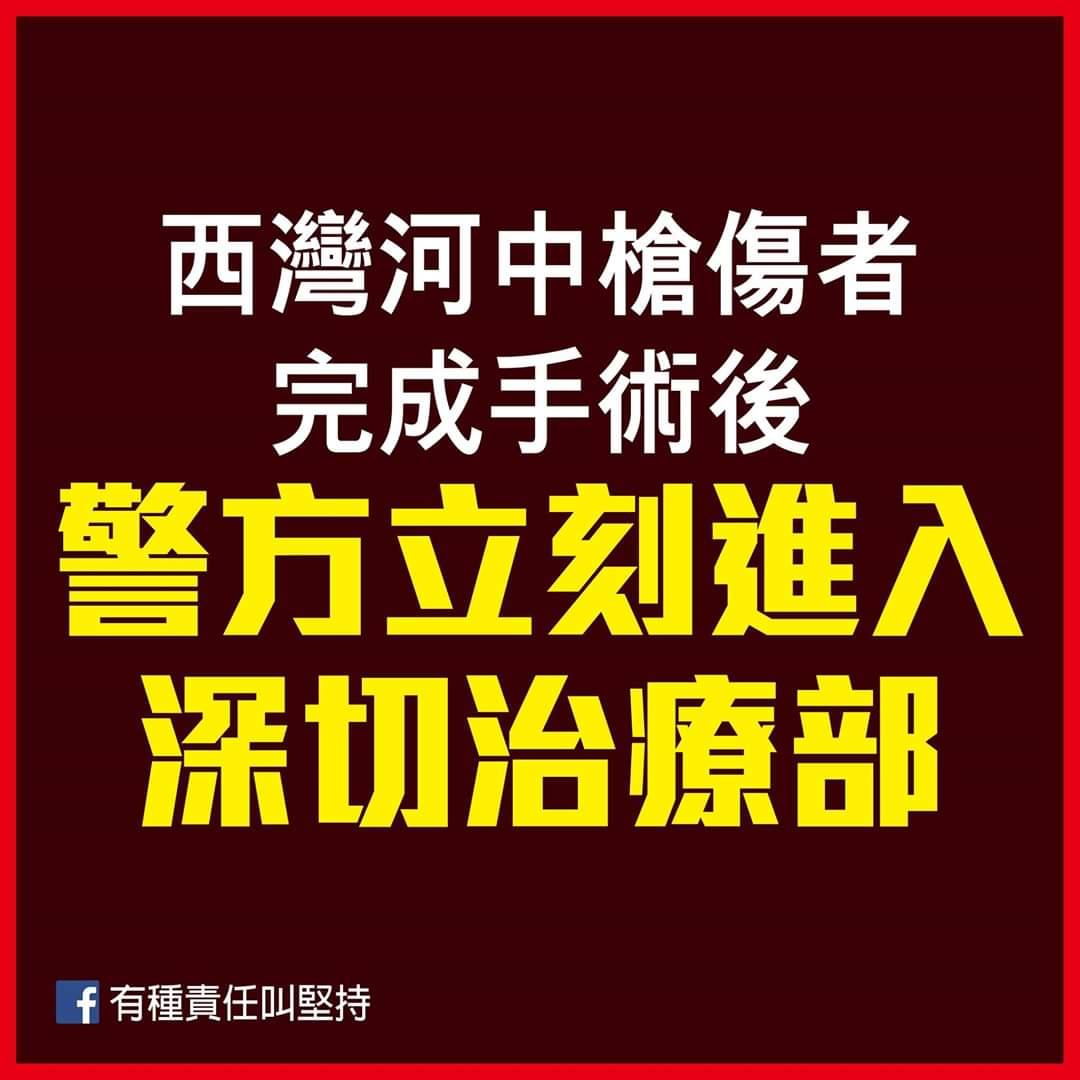 西灣河中槍傷者
完成手術後
警方立刻進入
深切治療部
有種責任叫堅持